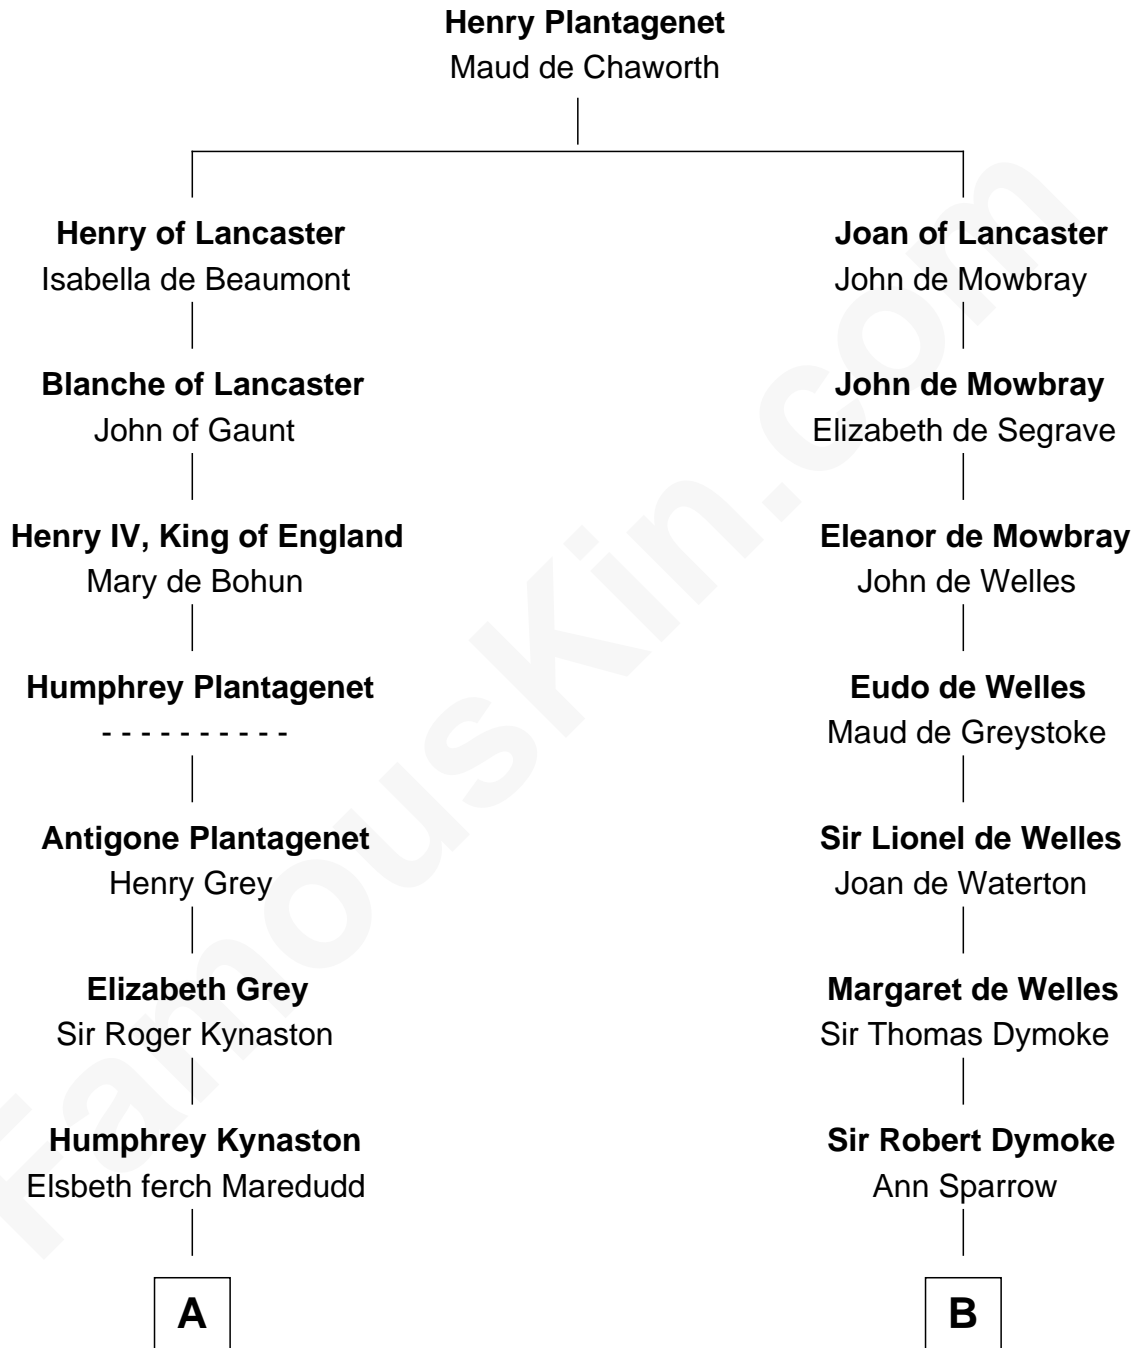 Henry Plantagenet
Maud de Chaworth
Henry of Lancaster
Isabella de Beaumont
Joan of Lancaster
John de Mowbray
Blanche of Lancaster
John of Gaunt
John de Mowbray
Elizabeth de Segrave
Henry IV, King of England
Mary de Bohun
Eleanor de Mowbray
John de Welles
Humphrey Plantagenet
- - - - - - - - - -
Eudo de Welles
Maud de Greystoke
Antigone Plantagenet
Henry Grey
Sir Lionel de Welles
Joan de Waterton
Elizabeth Grey
Sir Roger Kynaston
Margaret de Welles
Sir Thomas Dymoke
Humphrey Kynaston
Elsbeth ferch Maredudd
Sir Robert Dymoke
Ann Sparrow
A
B
FamousKin.com